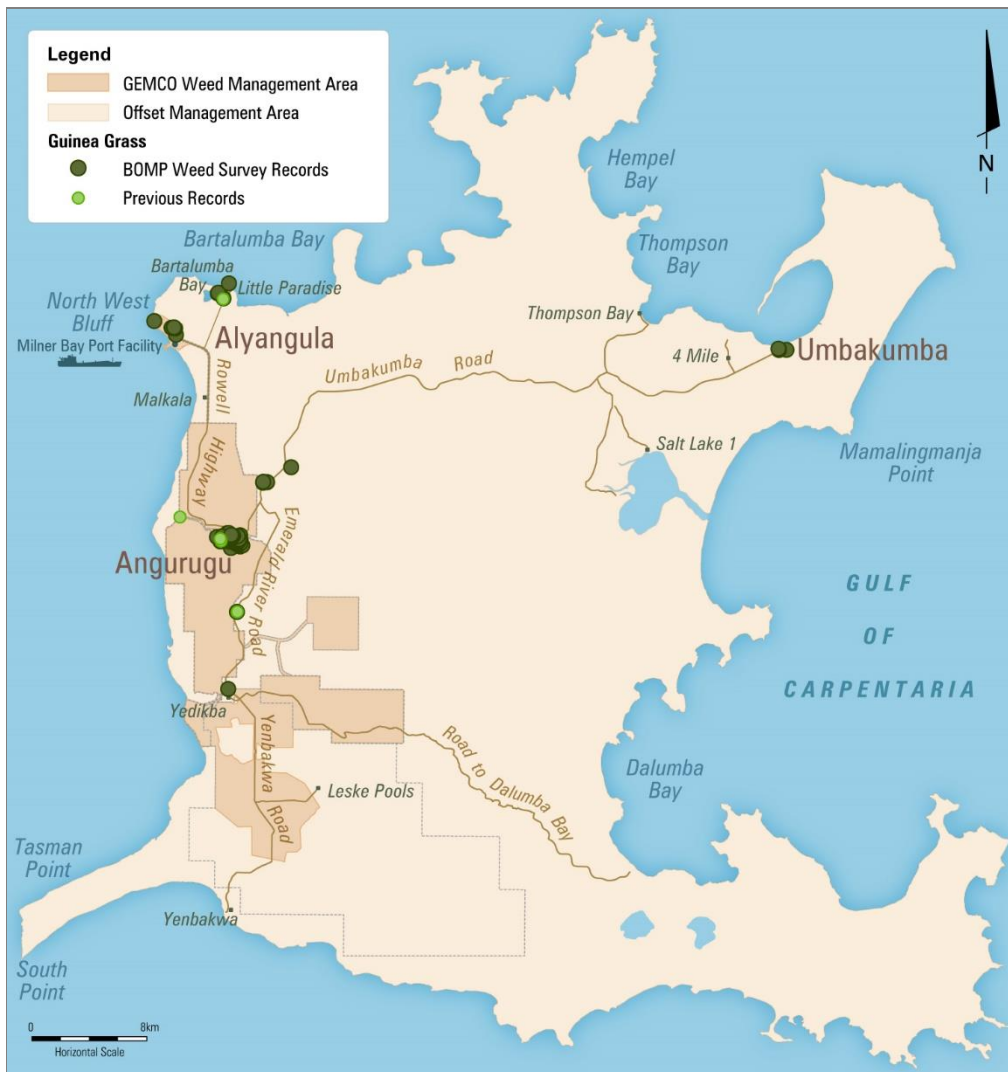 Legend
GEMCO Weed Management Area
Offset Management Area
Guinea Grass
BOMP Weed Survey Records
Previous Records
N
Hempel
Bay
Bartalumba Bay
Thompson
Bay
Bartalumba
Bay
Little Paradise
North West
Bluff
Alyangula
Milner Bay Port Facility
Thompson Bay
4 Mile
Umbakumba
Umbakumba Road
Rowell
Highway
Malkala
Salt Lake 1
Mamalingmanja
Point
Angurugu
Emerald River Road
GULF
OF
CARPENTARIA
Yedikba
Yenbakwa
Road
Road to Dalumba Bay
Leske Pools
Dalumba
Bay
Tasman
Point
Yenbakwa
South
Point
0 8km
Horizontal Scale